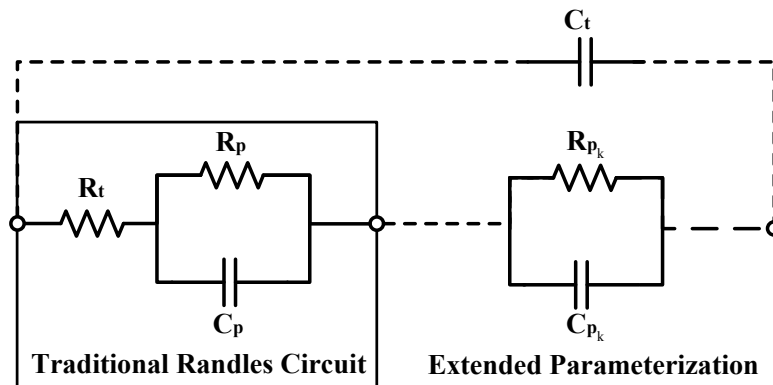 Ct
Rp
Rpk
Rt
Cp
Cpk
Traditional Randles Circuit
Extended Parameterization